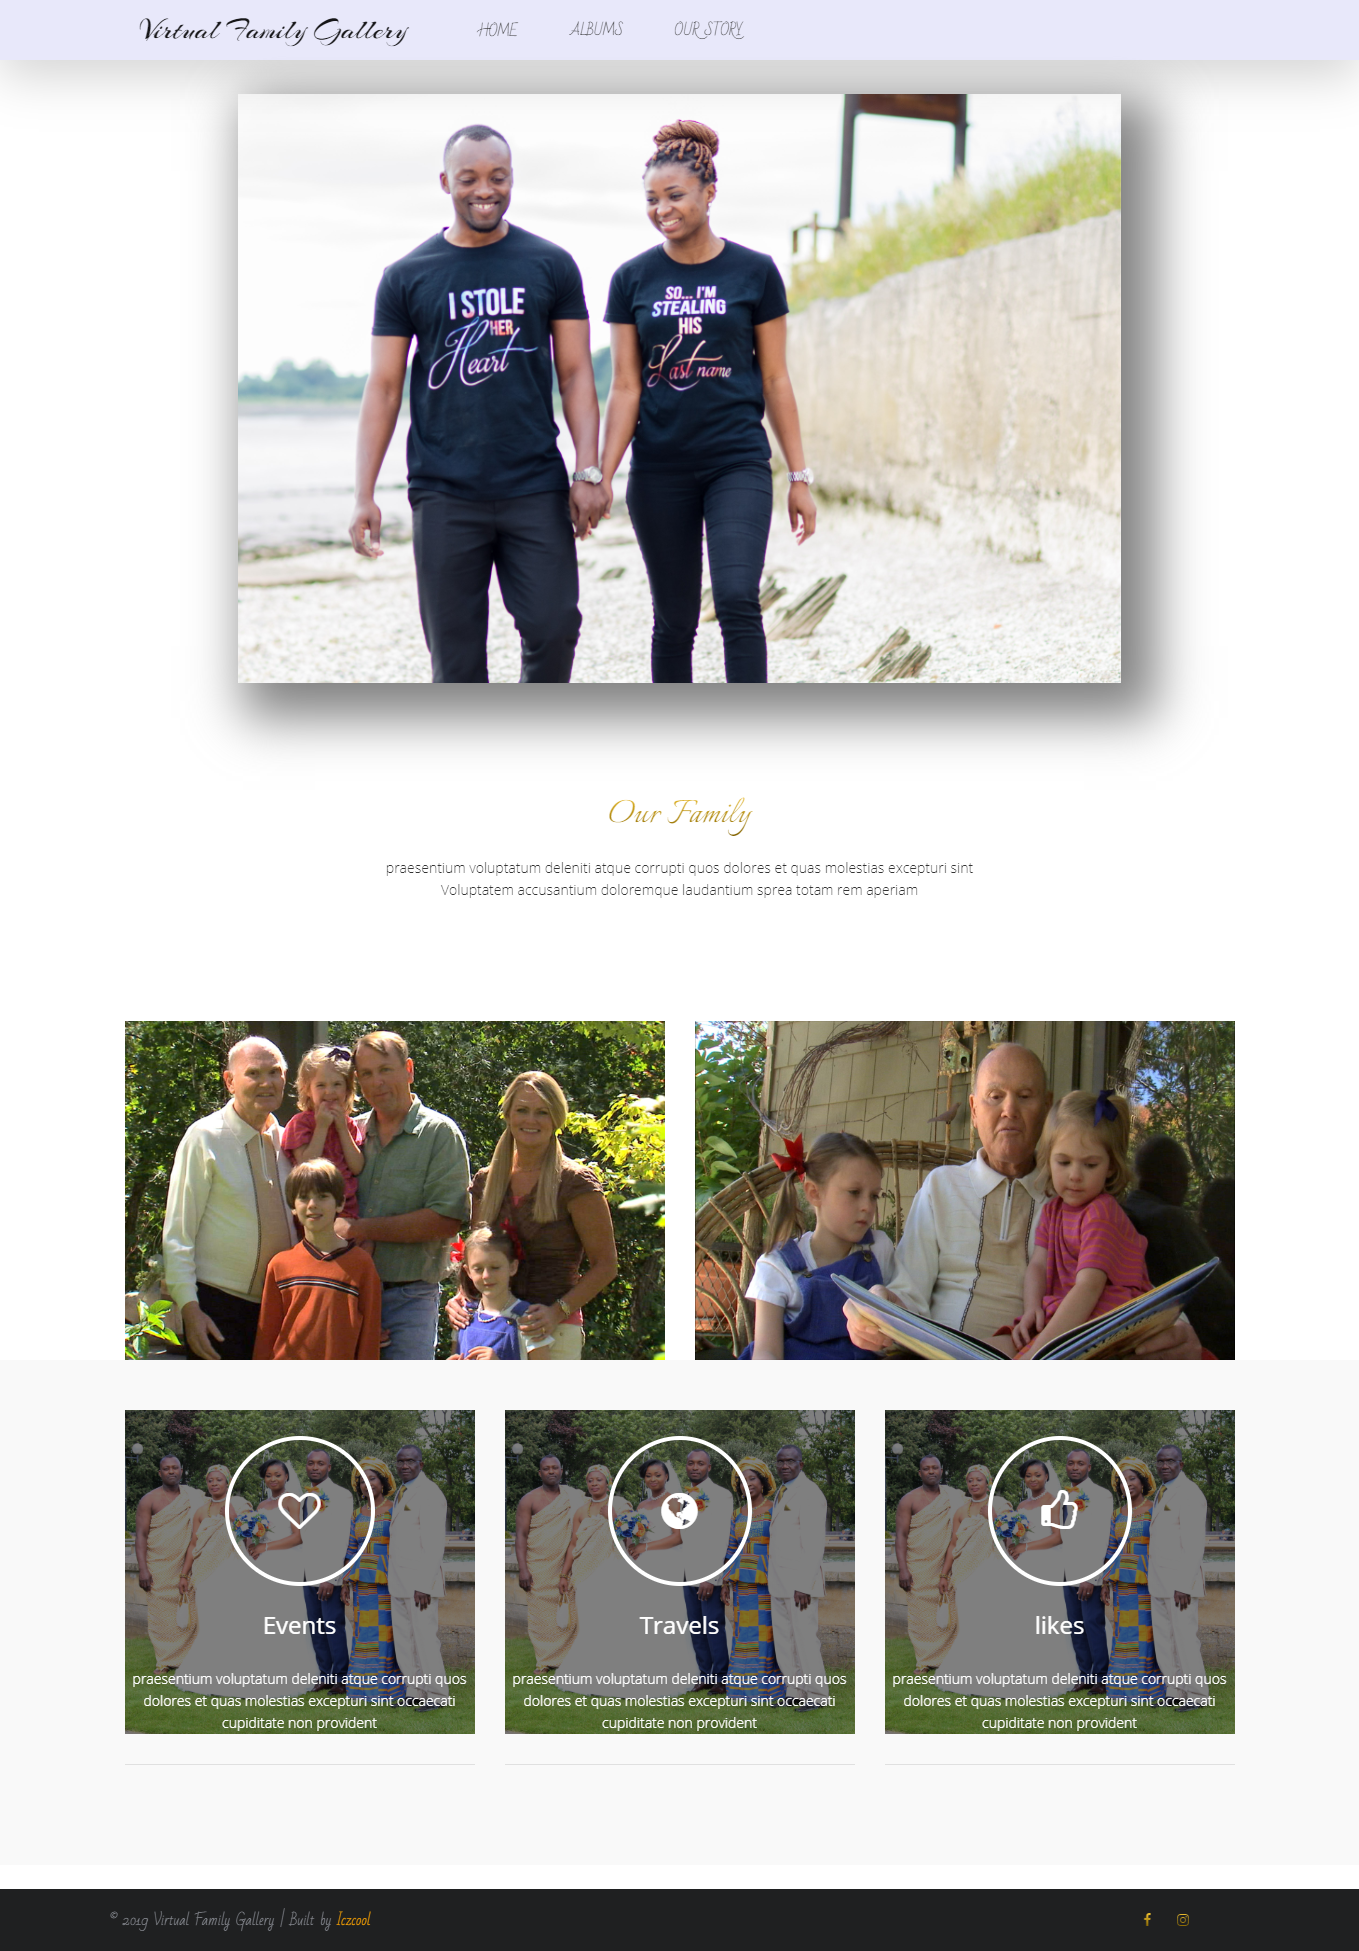 Virtual Family Gallery
HOME ALBUMS OUR STORY
I STOLE
HER
Heart
SO... I'M
STEALING
HIS
Last name
Our Family
praesentium voluptatum deleniti atque corrupti quos dolores et quas molestias excepturi sint
Voluptatem accusantium doloremque laudantium sprea totam rem aperiam
Events
praesentium voluptatum deleniti atque corrupti quos
dolores et quas molestias excepturi sint occaecati
cupiditate non provident
Travels
praesentium voluptatum deleniti atque corrupti quos
dolores et quas molestias excepturi sint occaecati
cupiditate non provident
likes
praesentium voluptatum deleniti atque corrupti quos
dolores et quas molestias excepturi sint occaecati
cupiditate non provident
© 2019 Virtual Family Gallery | Built by Iczcool